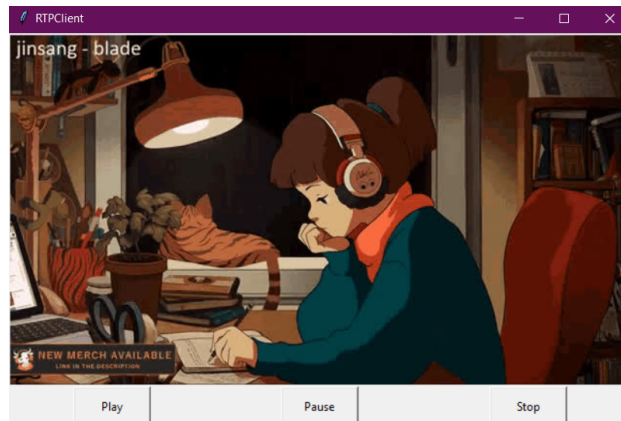 RTPClient
jinsang - blade
NEW MERCH AVAILABLE
LINK IN THE DESCRIPTION
Play
Pause
Stop